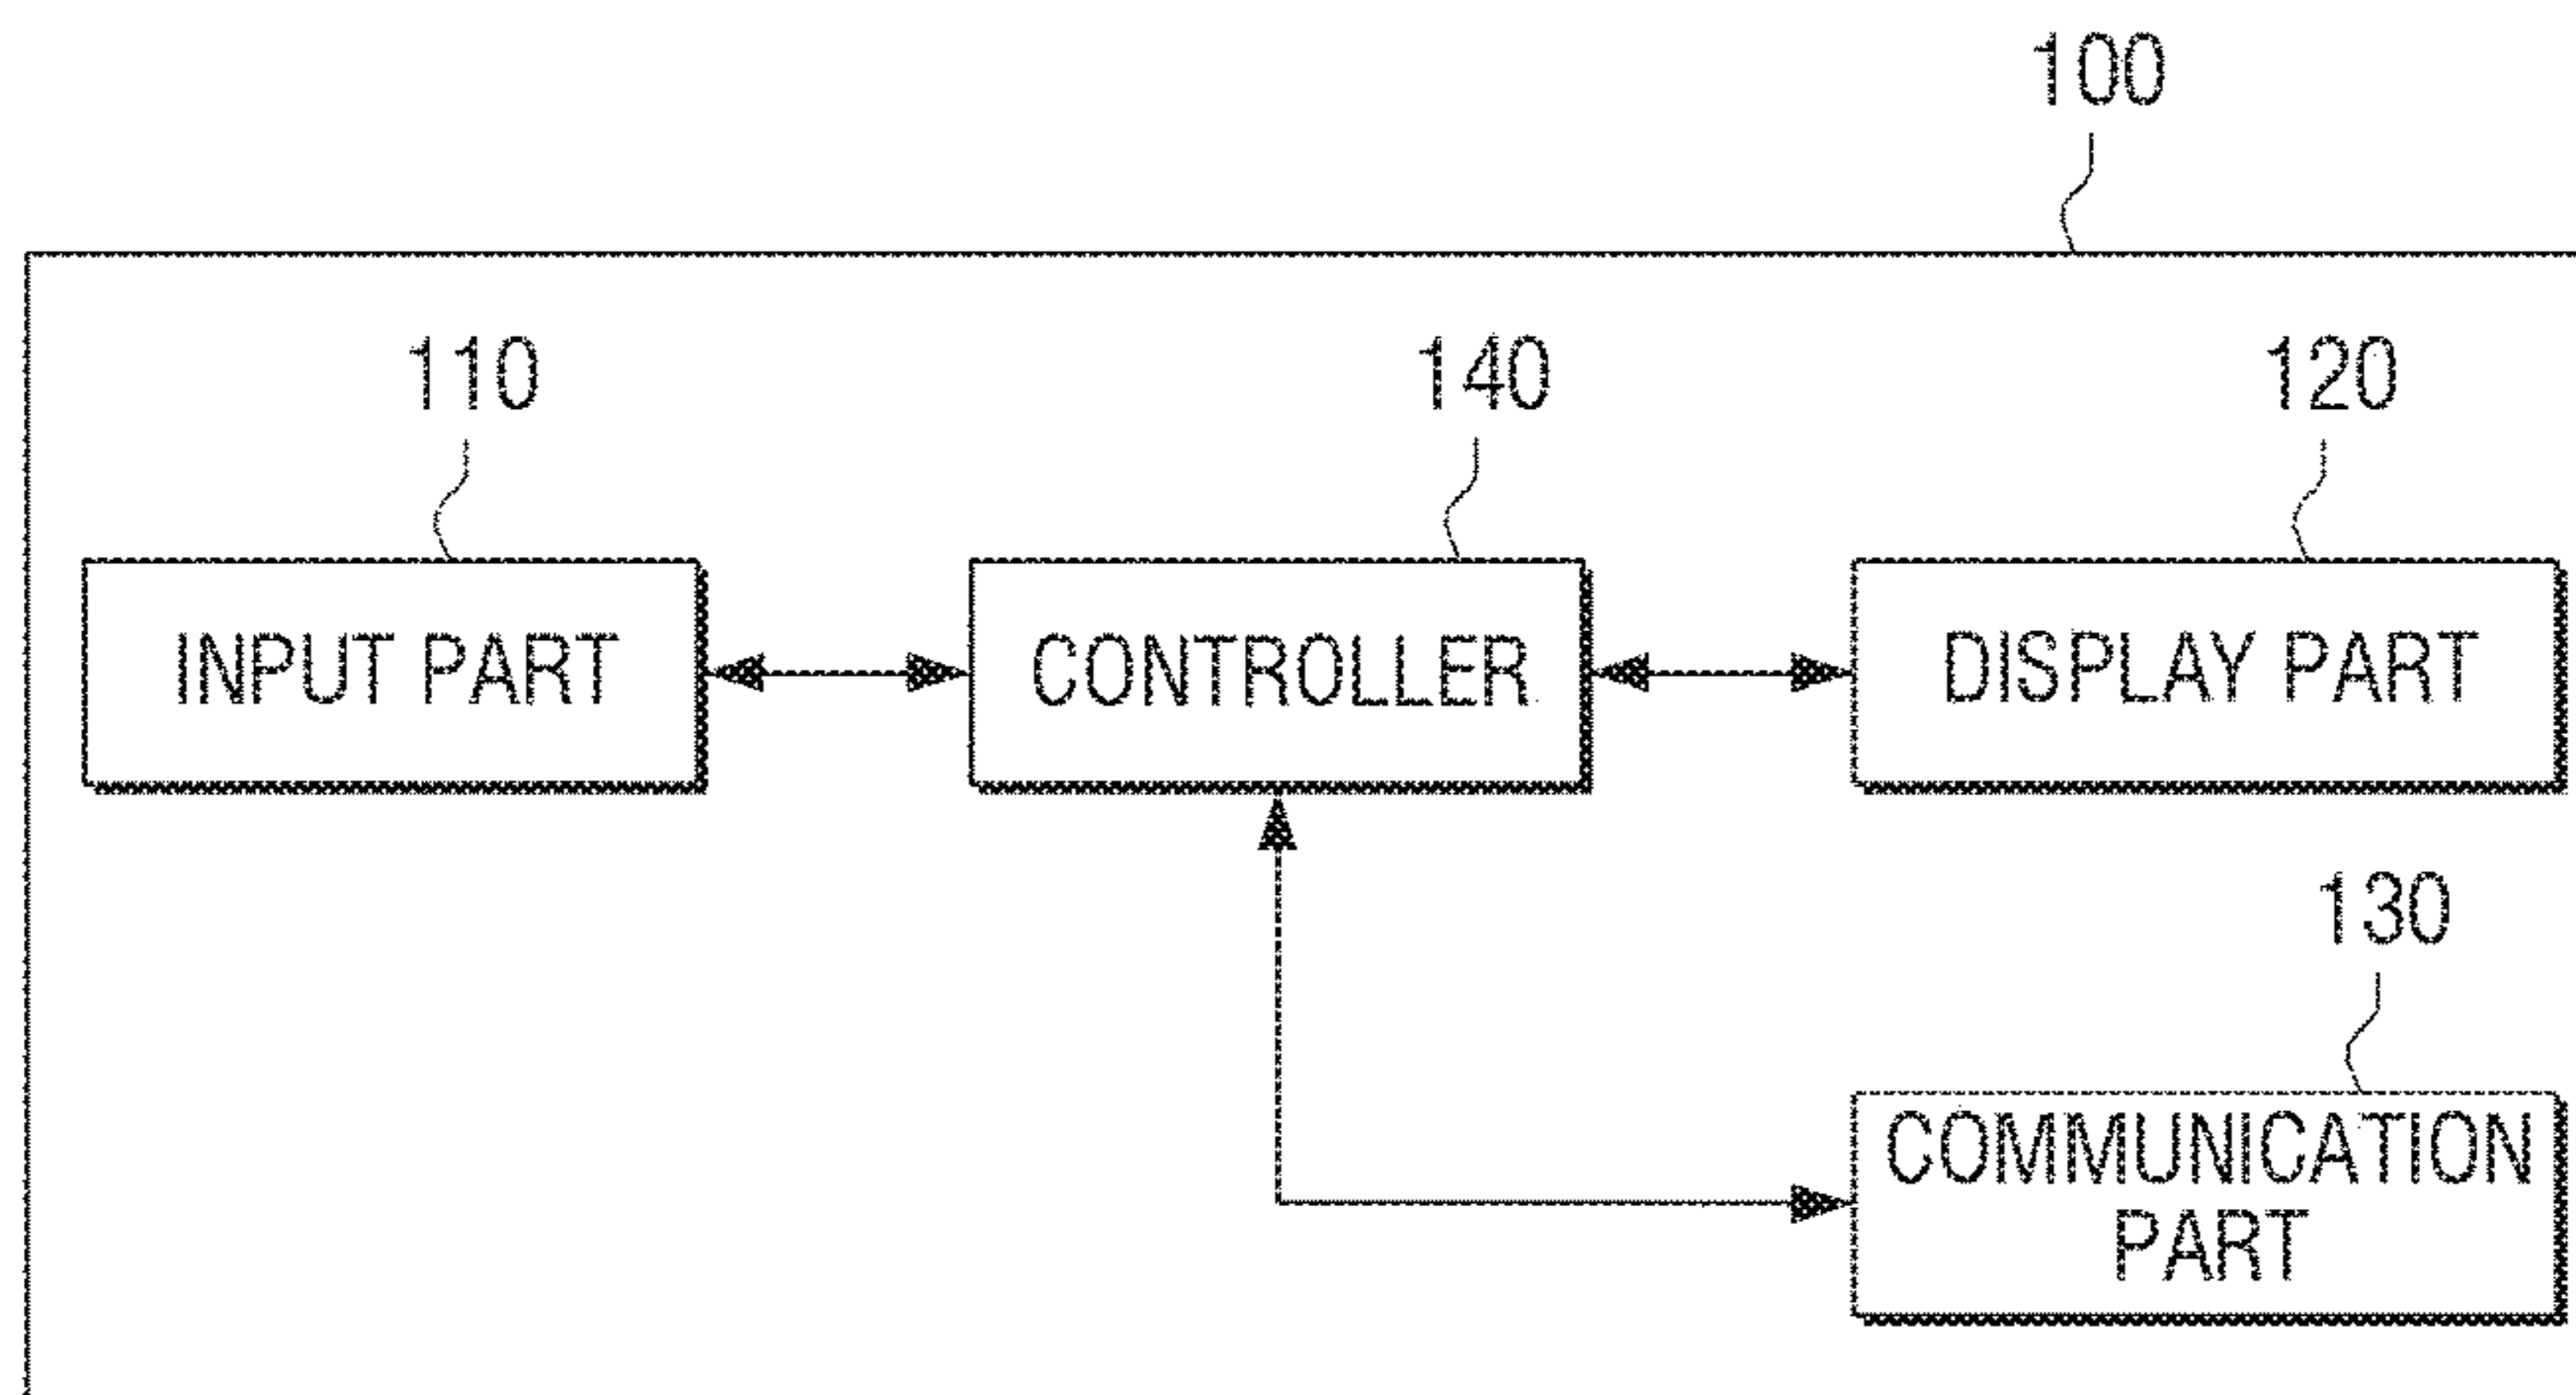 100
110
140
120
INPUT PART
CONTROLLER
DISPLAY PART
130
COMMUNICATION
PART